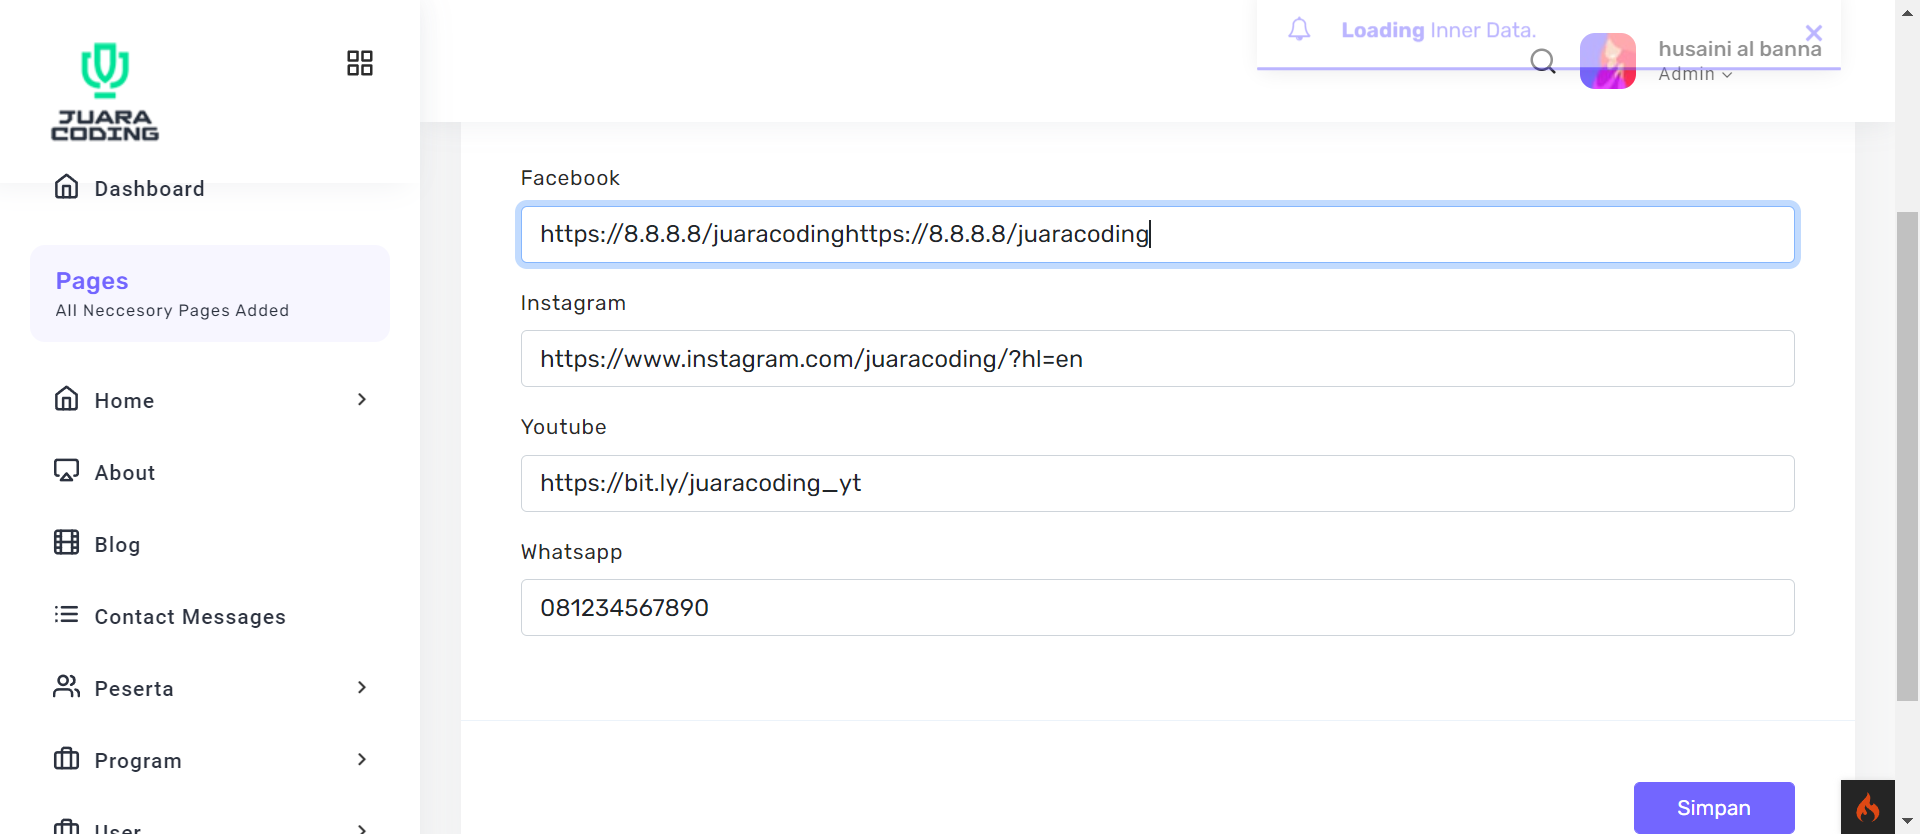 JUARA
CODING
Loading Inner Data.
husaini al banna
Admin
Dashboard
Pages
All Neccesory Pages Added
Home
About
Blog
Contact Messages
Peserta
Program
User
Facebook
https://8.8.8.8/juaracodinghttps://8.8.8.8/juaracoding
Instagram
https://www.instagram.com/juaracoding/?hl=en
Youtube
https://bit.ly/juaracoding_yt
Whatsapp
081234567890
Simpan